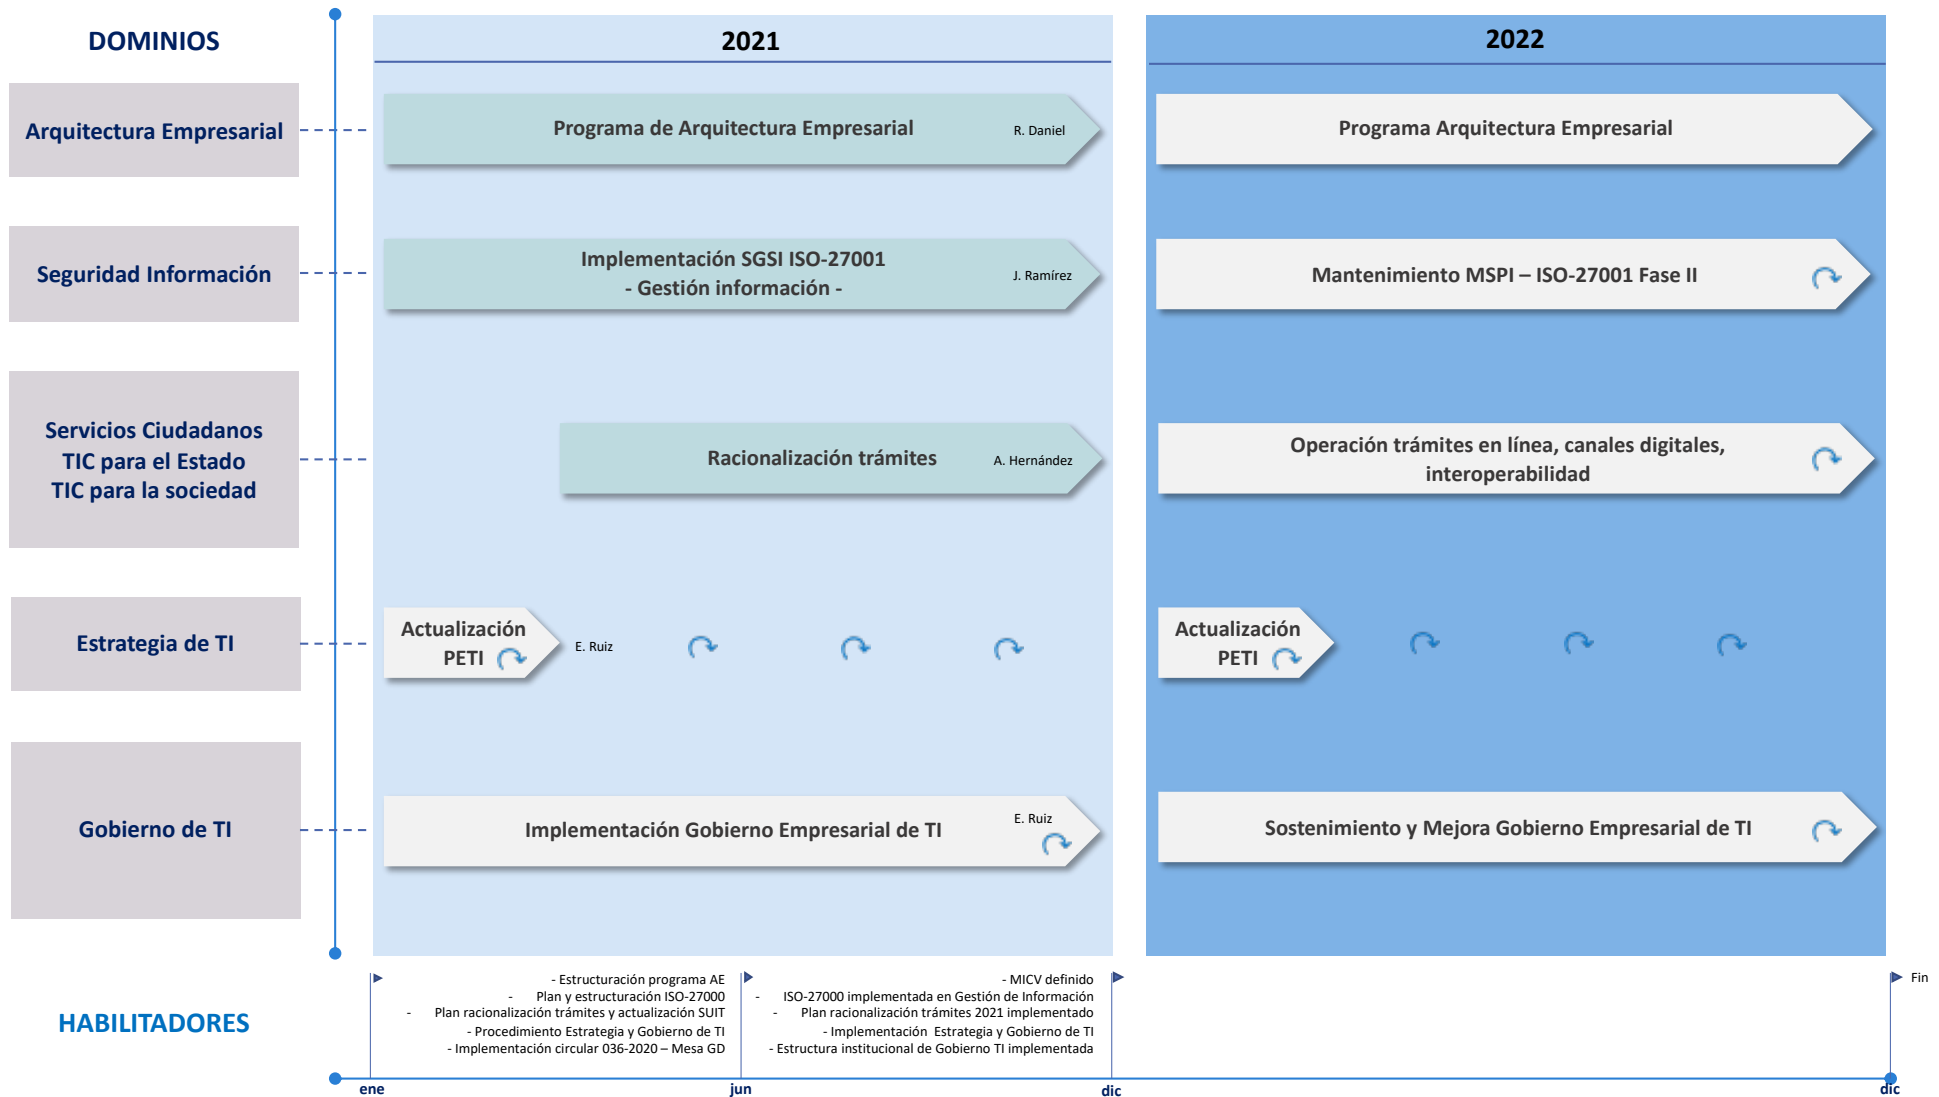 DOMINIOS
2021
2022
Arquitectura Empresarial
Programa de Arquitectura Empresarial
R. Daniel
Programa Arquitectura Empresarial
Seguridad Información
Implementación SGSI ISO-27001
- Gestión información -
J. Ramírez
Mantenimiento MSPI – ISO-27001 Fase II
Servicios Ciudadanos
TIC para el Estado
TIC para la sociedad
Racionalización trámites
A. Hernández
Operación trámites en línea, canales digitales,
interoperabilidad
Estrategia de TI
Actualización
PETI
E. Ruiz
Actualización
PETI
Gobierno de TI
Implementación Gobierno Empresarial de TI
E. Ruiz
Sostenimiento y Mejora Gobierno Empresarial de TI
HABILITADORES
- Estructuración programa AE
- Plan y estructuración ISO-27000
- Plan racionalización trámites y actualización SUIT
- Procedimiento Estrategia y Gobierno de TI
- Implementación circular 036-2020 – Mesa GD
- MICV definido
- ISO-27000 implementada en Gestión de Información
- Plan racionalización trámites 2021 implementado
- Implementación Estrategia y Gobierno de TI
- Estructura institucional de Gobierno TI implementada
Fin
ene
jun
dic
dic